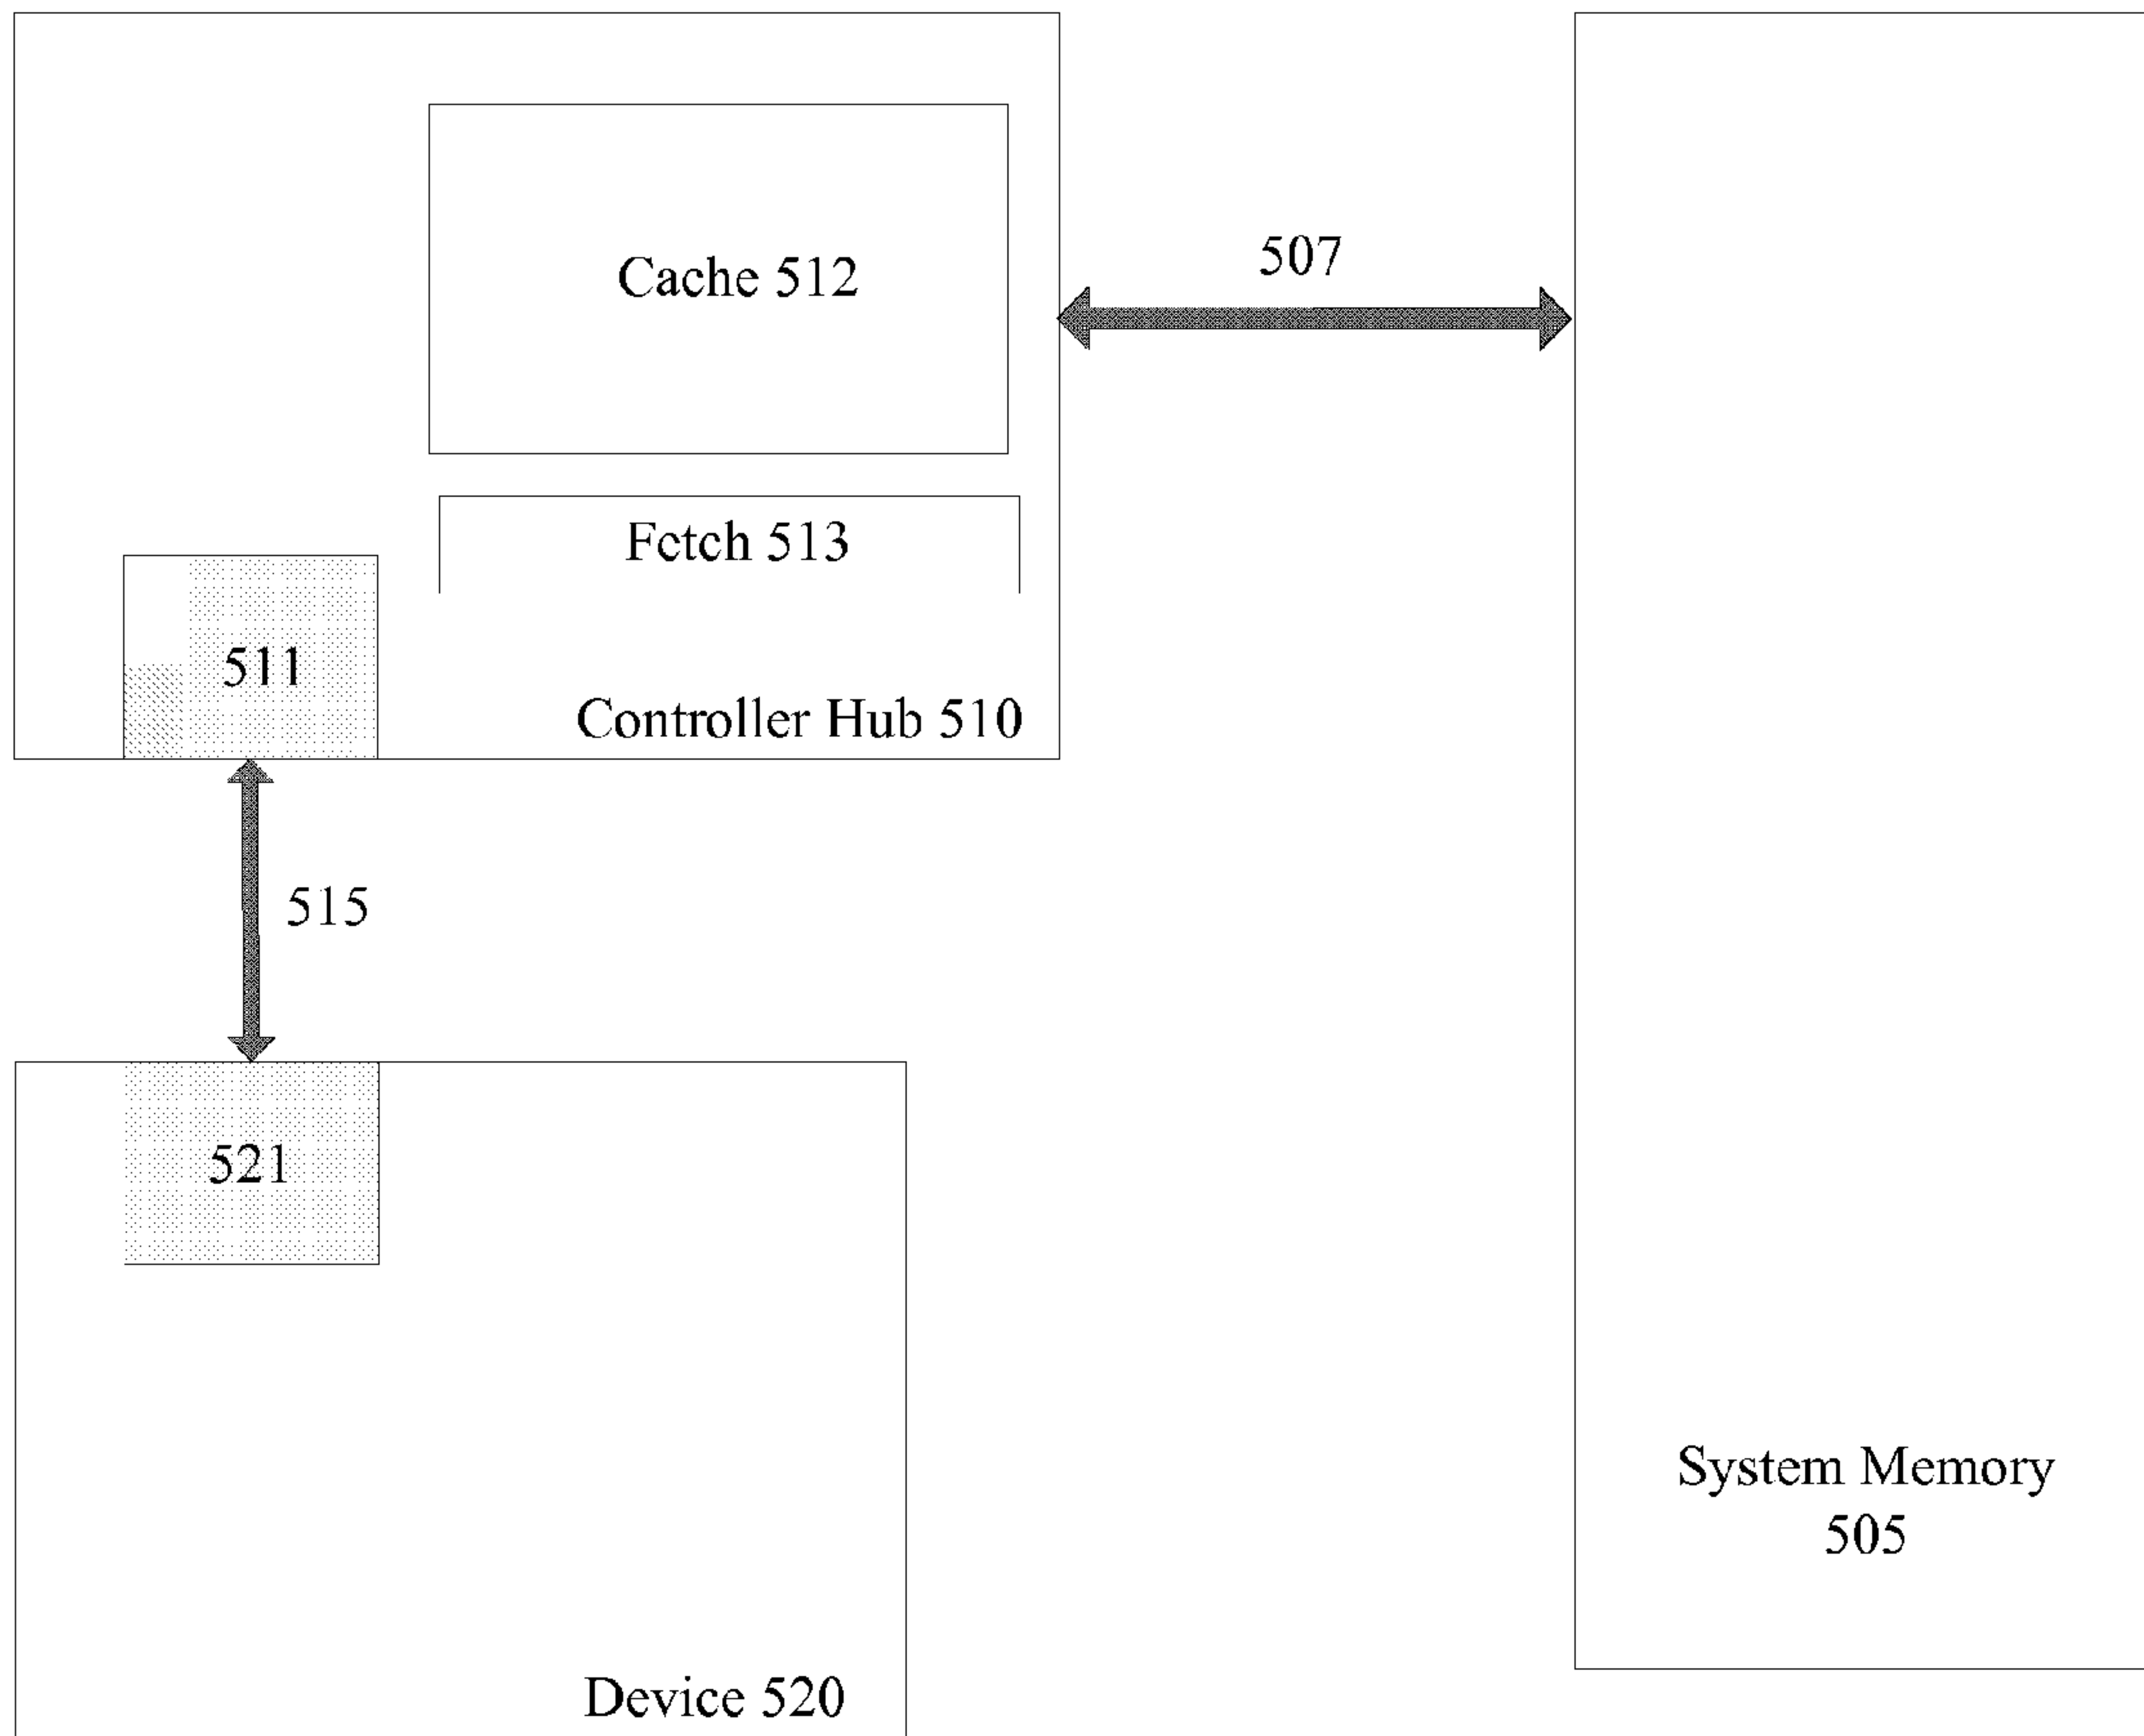 Cache 512
507
Fetch 513
511
Controller Hub 510
515
521
System Memory
505
Device 520